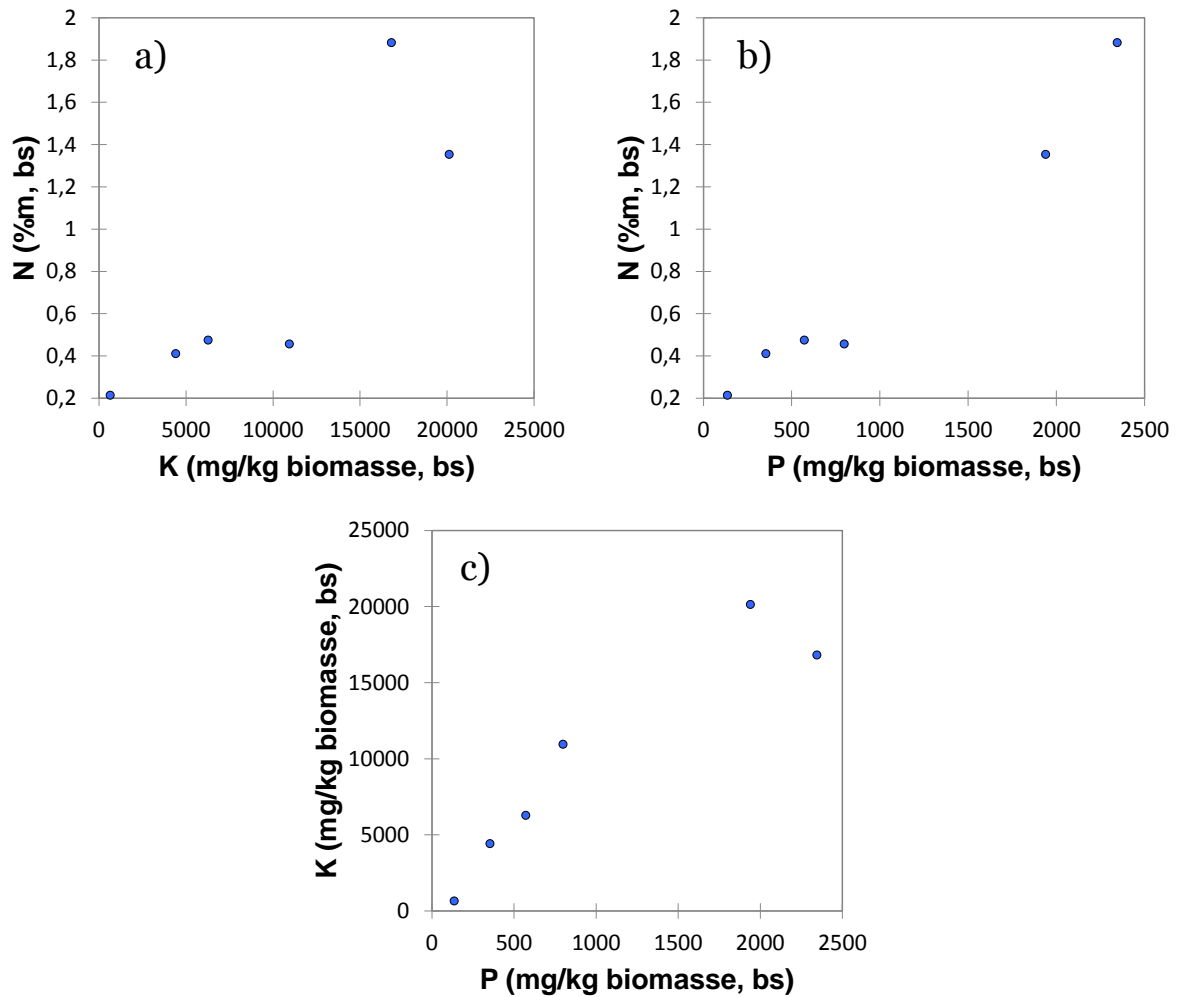 a)
2
1,8
1,6
1,4
1,2
1
0,8
0,6
0,4
0,2
N (%m, bs)
0 5000 10000 15000 20000 25000
K (mg/kg biomasse, bs)
b)
2
1,8
1,6
1,4
1,2
1
0,8
0,6
0,4
0,2
N (%m, bs)
0 500 1000 1500 2000 2500
P (mg/kg biomasse, bs)
c)
25000
20000
15000
10000
5000
0
K (mg/kg biomasse, bs)
0 500 1000 1500 2000 2500
P (mg/kg biomasse, bs)